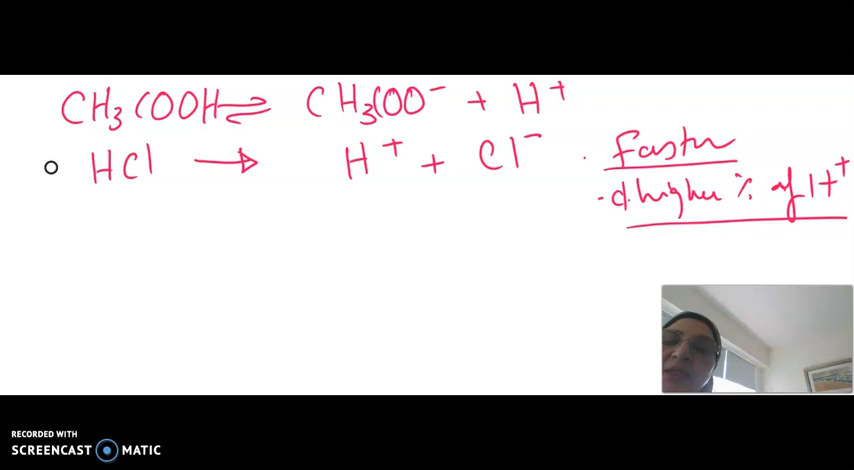 CH₃COOH ⇌ CH₃COO⁻ + H⁺
HCl → H⁺ + Cl⁻
· Faster
- d. higher % of H⁺
RECORDED WITH
SCREENCAST MATIC